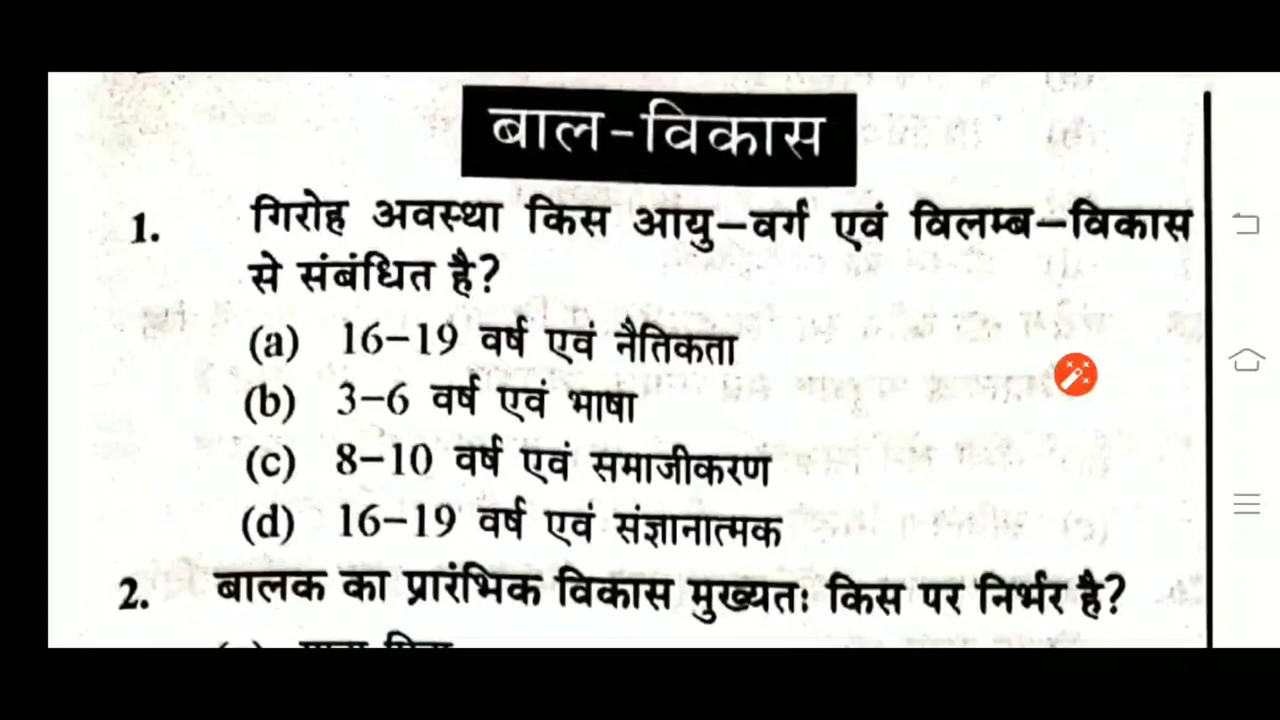 बाल-विकास
1. गिरोह अवस्था किस आयु-वर्ग एवं विलम्ब-विकास
से संबंधित है?
(a) 16-19 वर्ष एवं नैतिकता
(b) 3-6 वर्ष एवं भाषा
(c) 8-10 वर्ष एवं समाजीकरण
(d) 16-19 वर्ष एवं संज्ञानात्मक
2. बालक का प्रारंभिक विकास मुख्यतः किस पर निर्भर है?